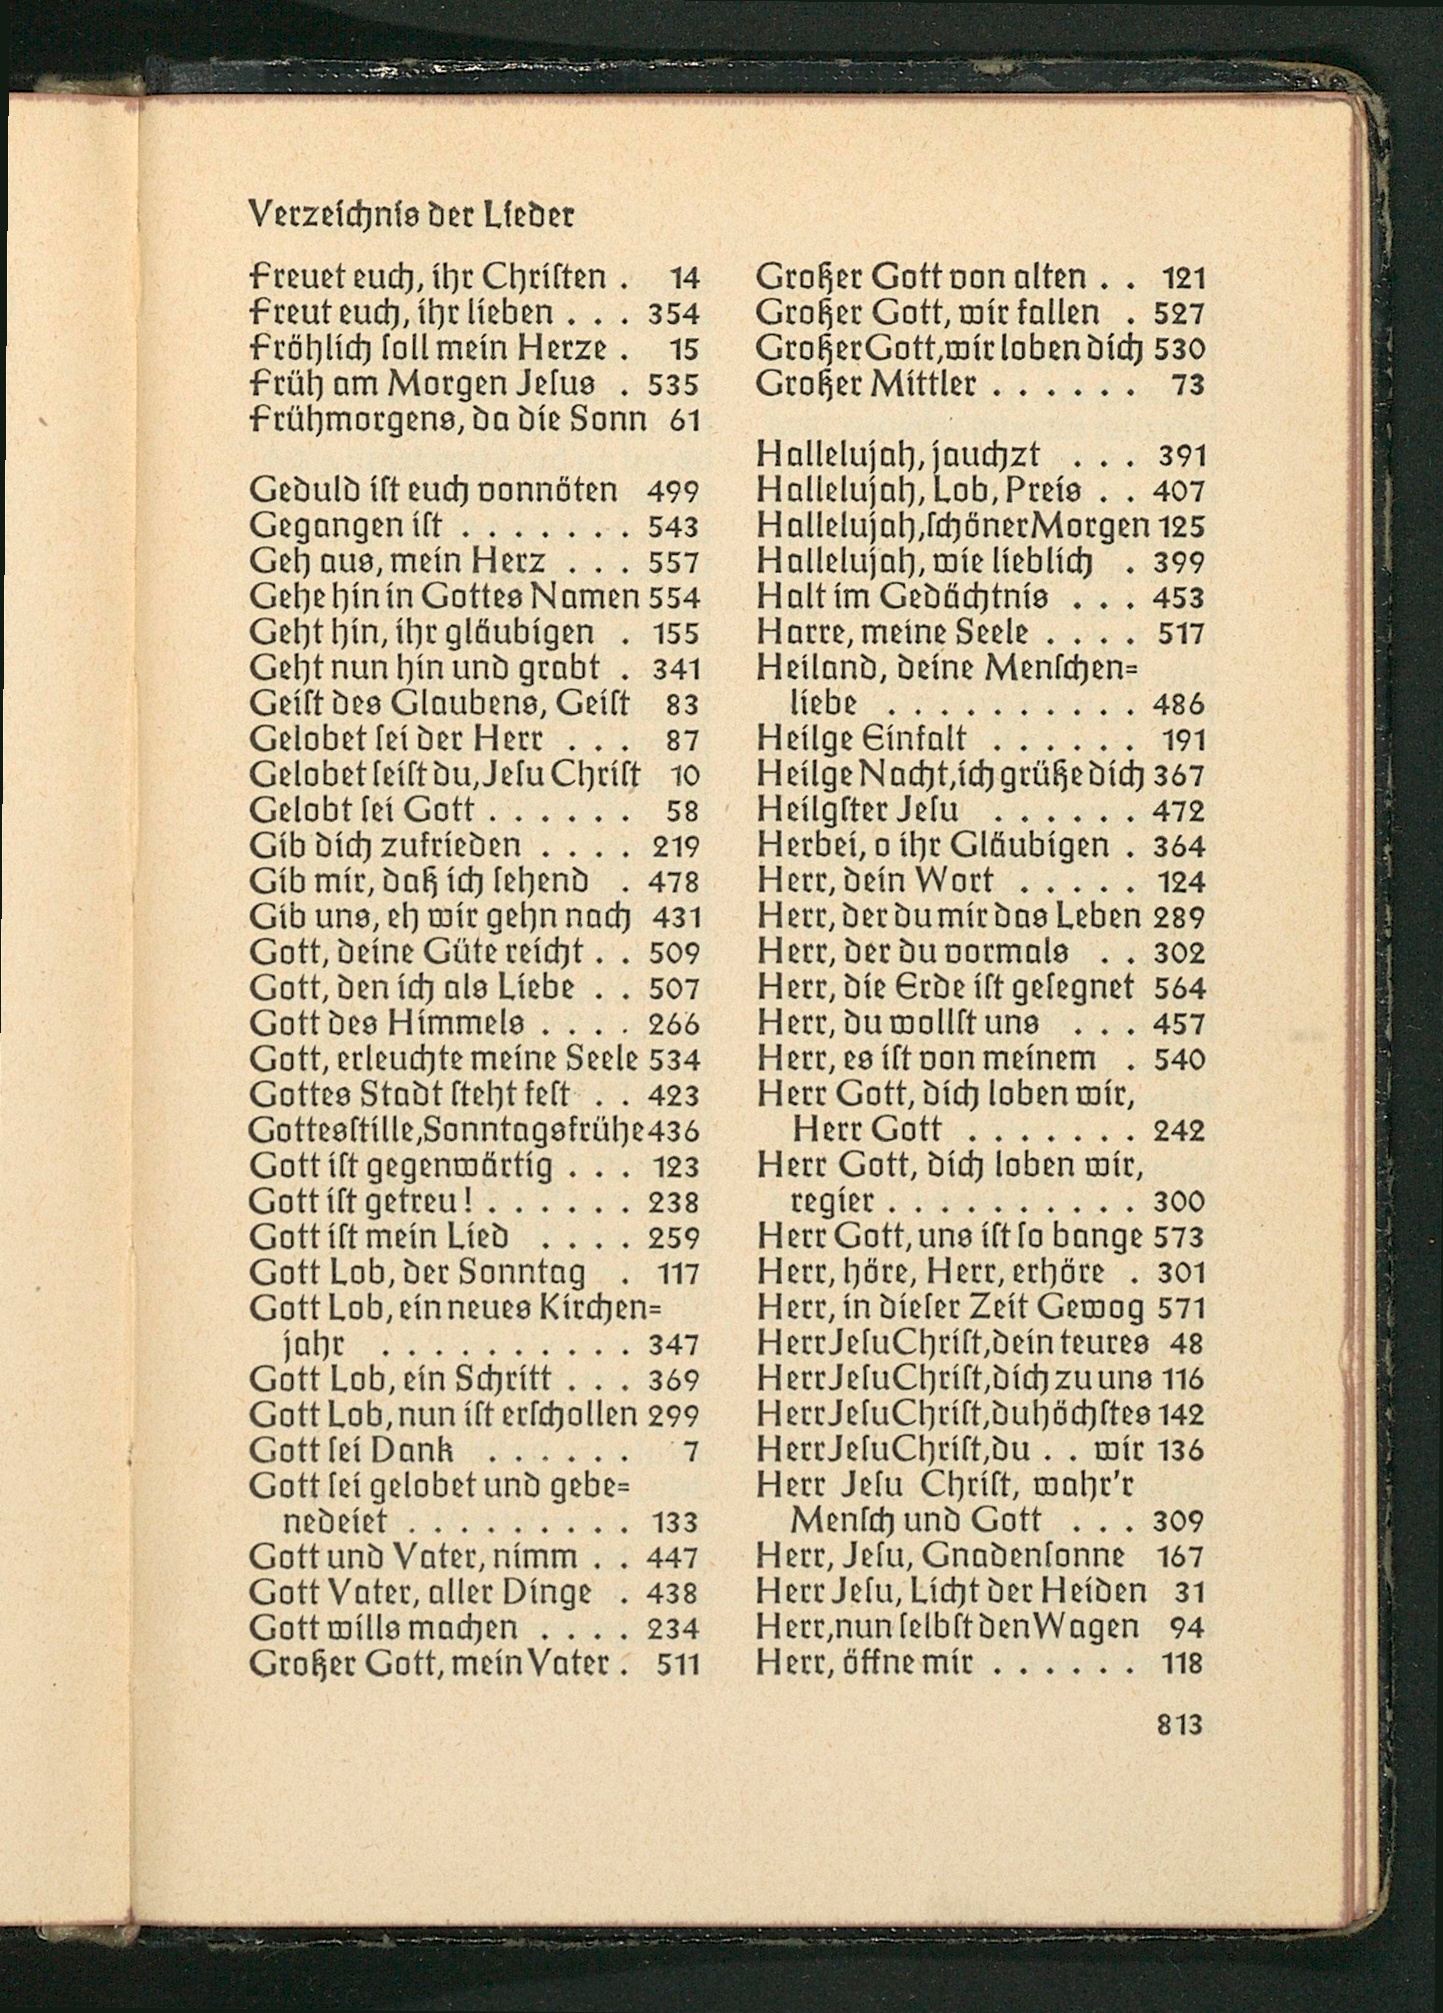 Verzeichnis der Lieder
Freuet euch, ihr Christen . 14
Freut euch, ihr lieben . . . 354
Fröhlich soll mein Herze . 15
Früh am Morgen Jesus . 535
Frühmorgens, da die Sonn 61
Geduld ist euch vonnöten 499
Gegangen ist . . . . . . . 543
Geh aus, mein Herz . . . 557
Gehe hin in Gottes Namen 554
Geht hin, ihr gläubigen . 155
Geht nun hin und grabt . 341
Geist des Glaubens, Geist 83
Gelobet sei der Herr . . . 87
Gelobet seist du, Jesu Christ 10
Gelobt sei Gott . . . . . . 58
Gib dich zufrieden . . . . 219
Gib mir, daß ich sehend . 478
Gib uns, eh wir gehn nach 431
Gott, deine Güte reicht . . 509
Gott, den ich als Liebe . . 507
Gott des Himmels . . . . 266
Gott, erleuchte meine Seele 534
Gottes Stadt steht fest . . 423
Gottesstille, Sonntagsfrühe 436
Gott ist gegenwärtig . . . 123
Gott ist getreu! . . . . . . 238
Gott ist mein Lied . . . . 259
Gott Lob, der Sonntag . 117
Gott Lob, ein neues Kirchen=
jahr . . . . . . . . . . 347
Gott Lob, ein Schritt . . . 369
Gott Lob, nun ist erschollen 299
Gott sei Dank . . . . . . 7
Gott sei gelobet und gebe=
nedeiet . . . . . . . . . 133
Gott und Vater, nimm . . 447
Gott Vater, aller Dinge . 438
Gott wills machen . . . . 234
Großer Gott, mein Vater . 511
Großer Gott von alten . . 121
Großer Gott, wir fallen . 527
Großer Gott, wir loben dich 530
Großer Mittler . . . . . . 73
Hallelujah, jauchzt . . . 391
Hallelujah, Lob, Preis . . 407
Hallelujah, schöner Morgen 125
Hallelujah, wie lieblich . 399
Halt im Gedächtnis . . . 453
Harre, meine Seele . . . . 517
Heiland, deine Menschen=
liebe . . . . . . . . . . 486
Heilge Einfalt . . . . . . 191
Heilge Nacht, ich grüße dich 367
Heilgster Jesu . . . . . . 472
Herbei, o ihr Gläubigen . 364
Herr, dein Wort . . . . . 124
Herr, der du mir das Leben 289
Herr, der du vormals . . 302
Herr, die Erde ist gesegnet 564
Herr, du wollst uns . . . 457
Herr, es ist von meinem . 540
Herr Gott, dich loben wir,
Herr Gott . . . . . . . 242
Herr Gott, dich loben wir,
regier . . . . . . . . . . 300
Herr Gott, uns ist so bange 573
Herr, höre, Herr, erhöre . 301
Herr, in dieser Zeit Gewog 571
Herr Jesu Christ, dein teures 48
Herr Jesu Christ, dich zu uns 116
Herr Jesu Christ, du höchstes 142
Herr Jesu Christ, du . . wir 136
Herr Jesu Christ, wahr'r
Mensch und Gott . . . 309
Herr, Jesu, Gnadensonne 167
Herr Jesu, Licht der Heiden 31
Herr, nun selbst den Wagen 94
Herr, öffne mir . . . . . . 118
813